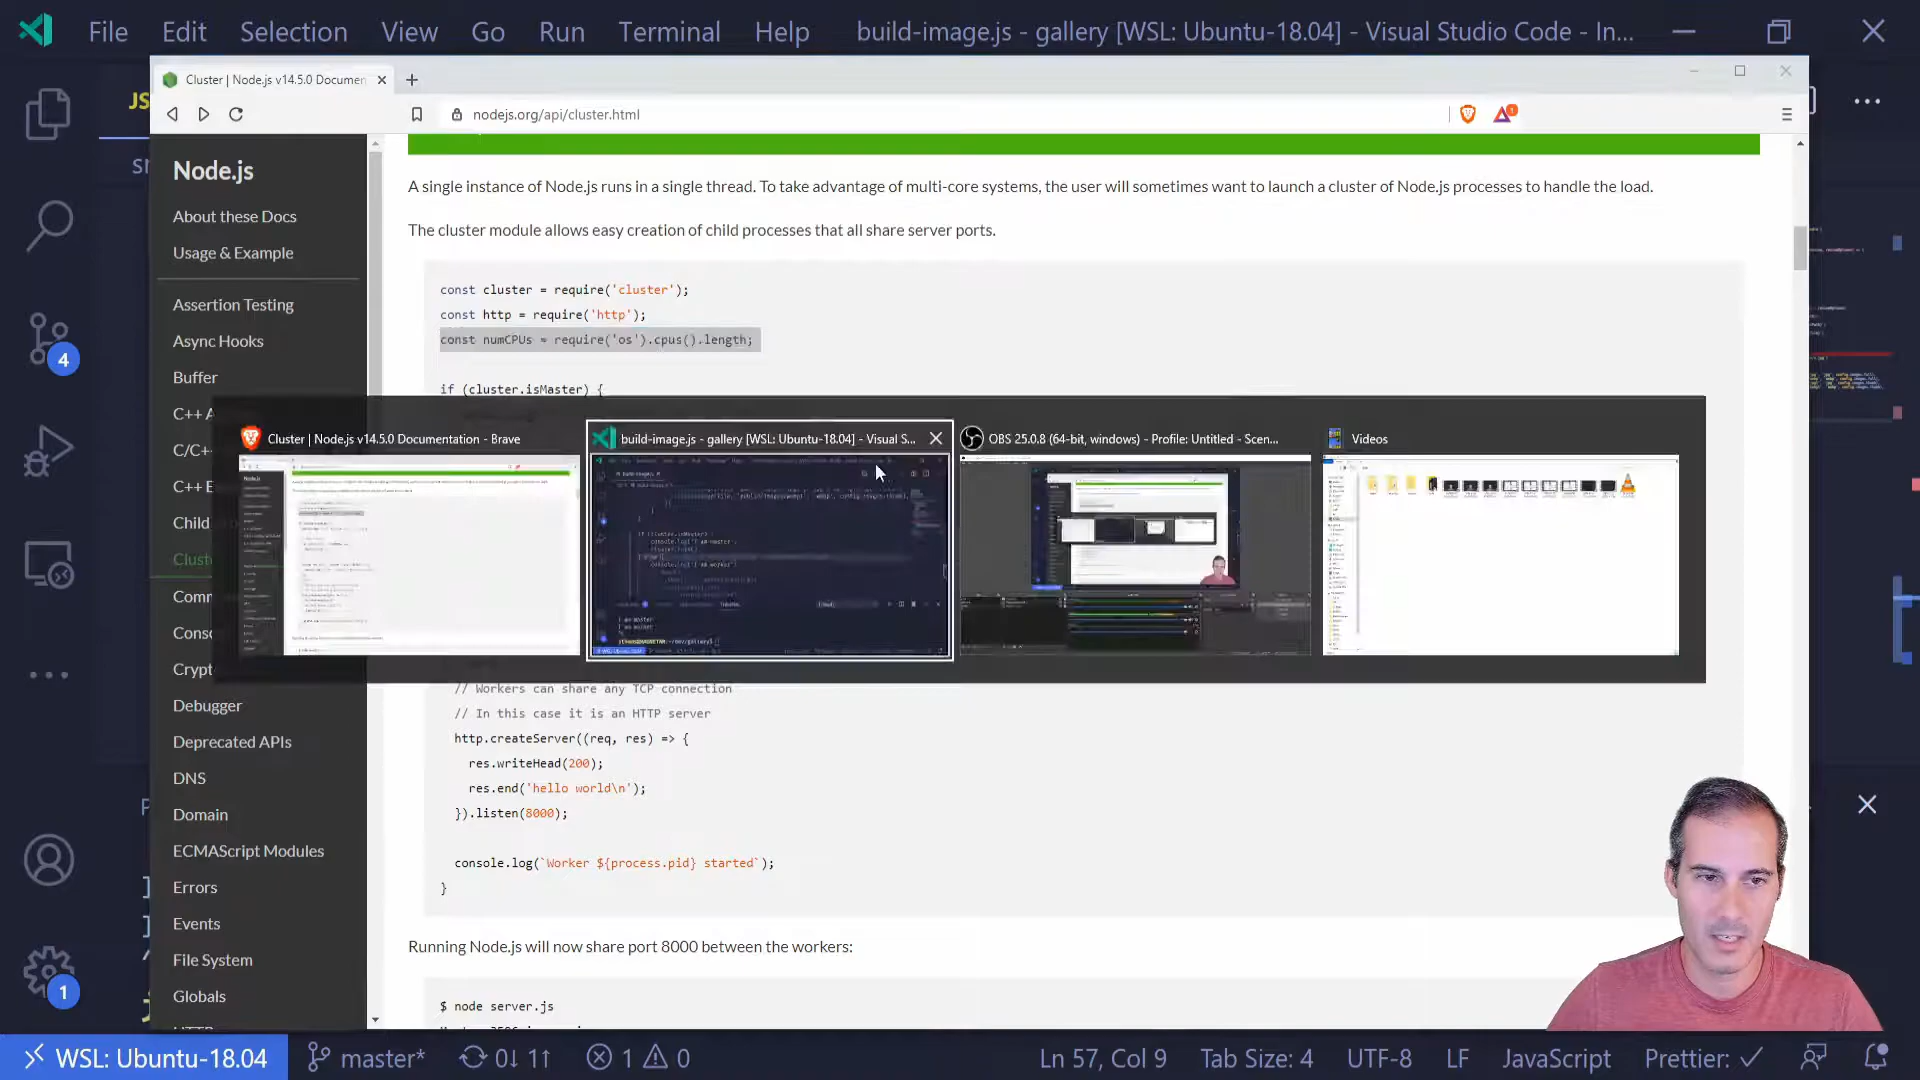 File Edit Selection View Go Run Terminal Help build-image.js - gallery [WSL: Ubuntu-18.04] - Visual Studio Code - In...
JS
Cluster | Node.js v14.5.0 Documen
nodejs.org/api/cluster.html
1
Node.js
About these Docs
Usage & Example
Assertion Testing
Async Hooks
Buffer
C++ A
C/C+
C++ E
Child
Clust
Comm
Conso
Crypt
Debugger
Deprecated APIs
DNS
Domain
ECMAScript Modules
Errors
Events
File System
Globals
A single instance of Node.js runs in a single thread. To take advantage of multi-core systems, the user will sometimes want to launch a cluster of Node.js processes to handle the load.
The cluster module allows easy creation of child processes that all share server ports.
const cluster = require('cluster');
const http = require('http');
const numCPUs = require('os').cpus().length;
if (cluster.isMaster) {
Cluster | Node.js v14.5.0 Documentation - Brave
build-image.js - gallery [WSL: Ubuntu-18.04] - Visual S...
OBS 25.0.8 (64-bit, windows) - Profile: Untitled - Scen...
Videos
// Workers can share any TCP connection
// In this case it is an HTTP server
http.createServer((req, res) => {
res.writeHead(200);
res.end('hello world\n');
}).listen(8000);
console.log(`Worker ${process.pid} started`);
}
Running Node.js will now share port 8000 between the workers:
$ node server.js
4
1
WSL: Ubuntu-18.04 master* 0↓ 1↑ 1 0 Ln 57, Col 9 Tab Size: 4 UTF-8 LF JavaScript Prettier: ✓